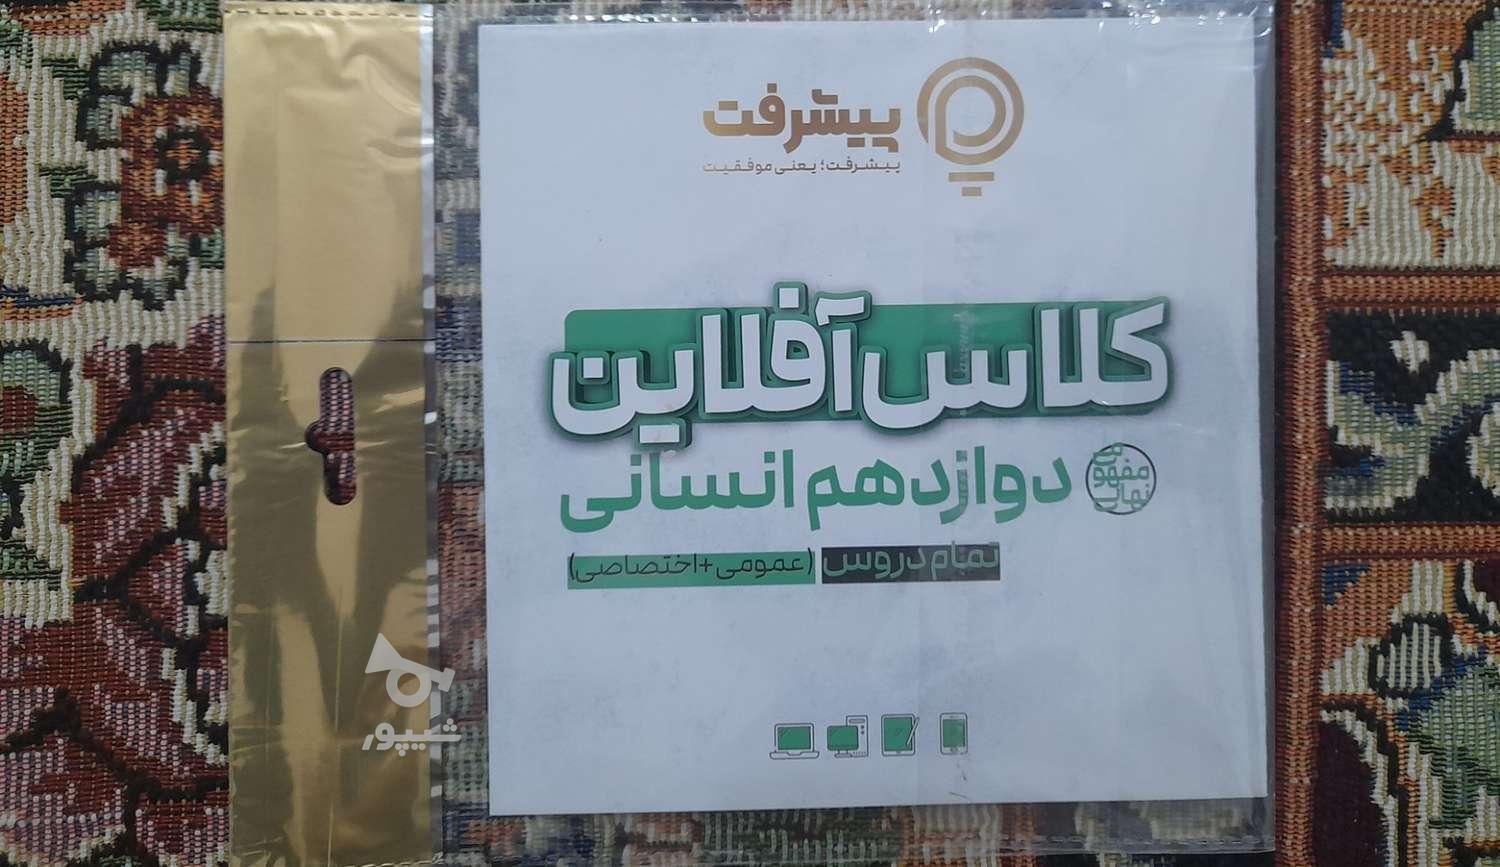 پیشرفت
پیشرفت؛ یعنی موفقیت
کلاس آفلاین
دوازدهم انسانی
مفهومی
نهایی
تمام دروس (عمومی+اختصاصی)
شیپور